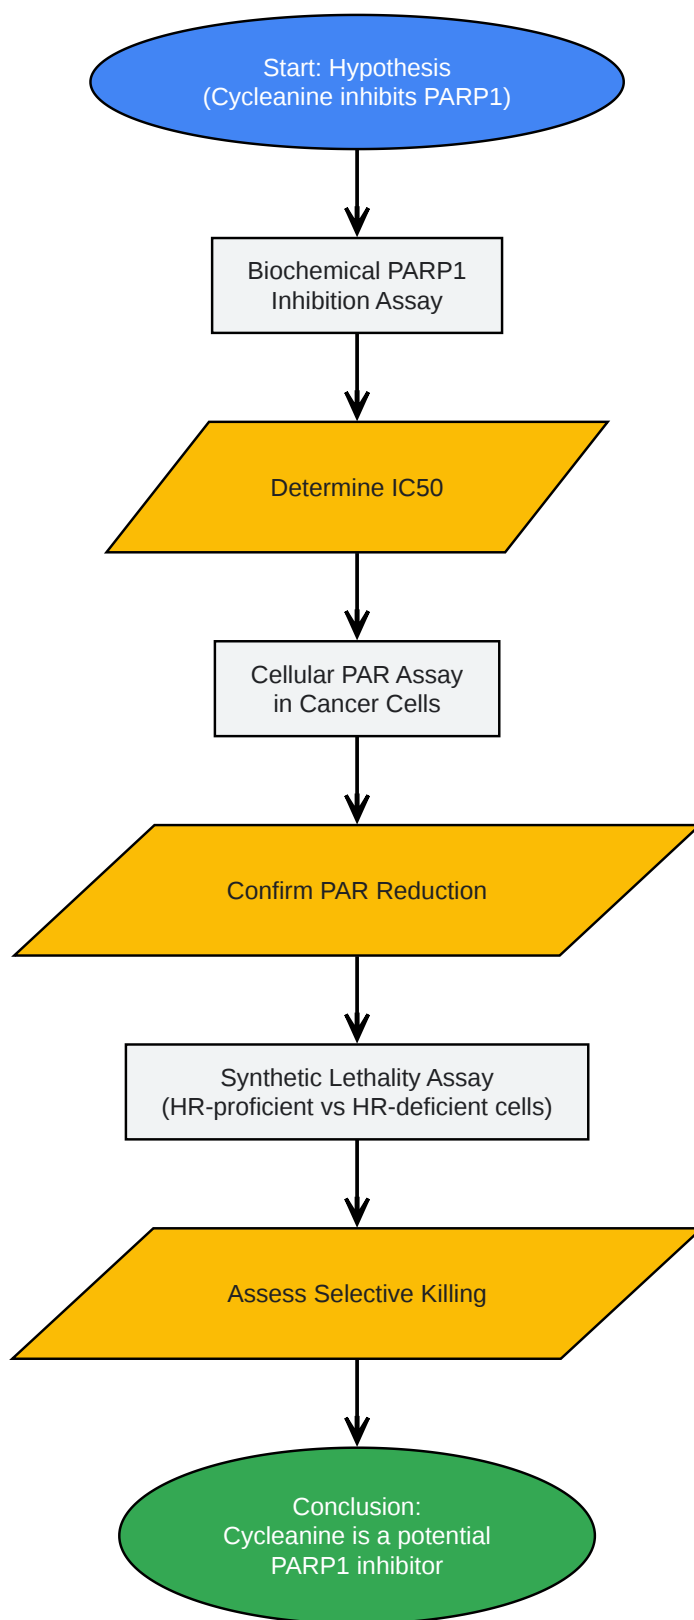 Start: Hypothesis
(Cycleanine inhibits PARP1)
Biochemical PARP1
Inhibition Assay
Determine IC50
Cellular PAR Assay
in Cancer Cells
Confirm PAR Reduction
Synthetic Lethality Assay
(HR-proficient vs HR-deficient cells)
Assess Selective Killing
Conclusion:
Cycleanine is a potential
PARP1 inhibitor